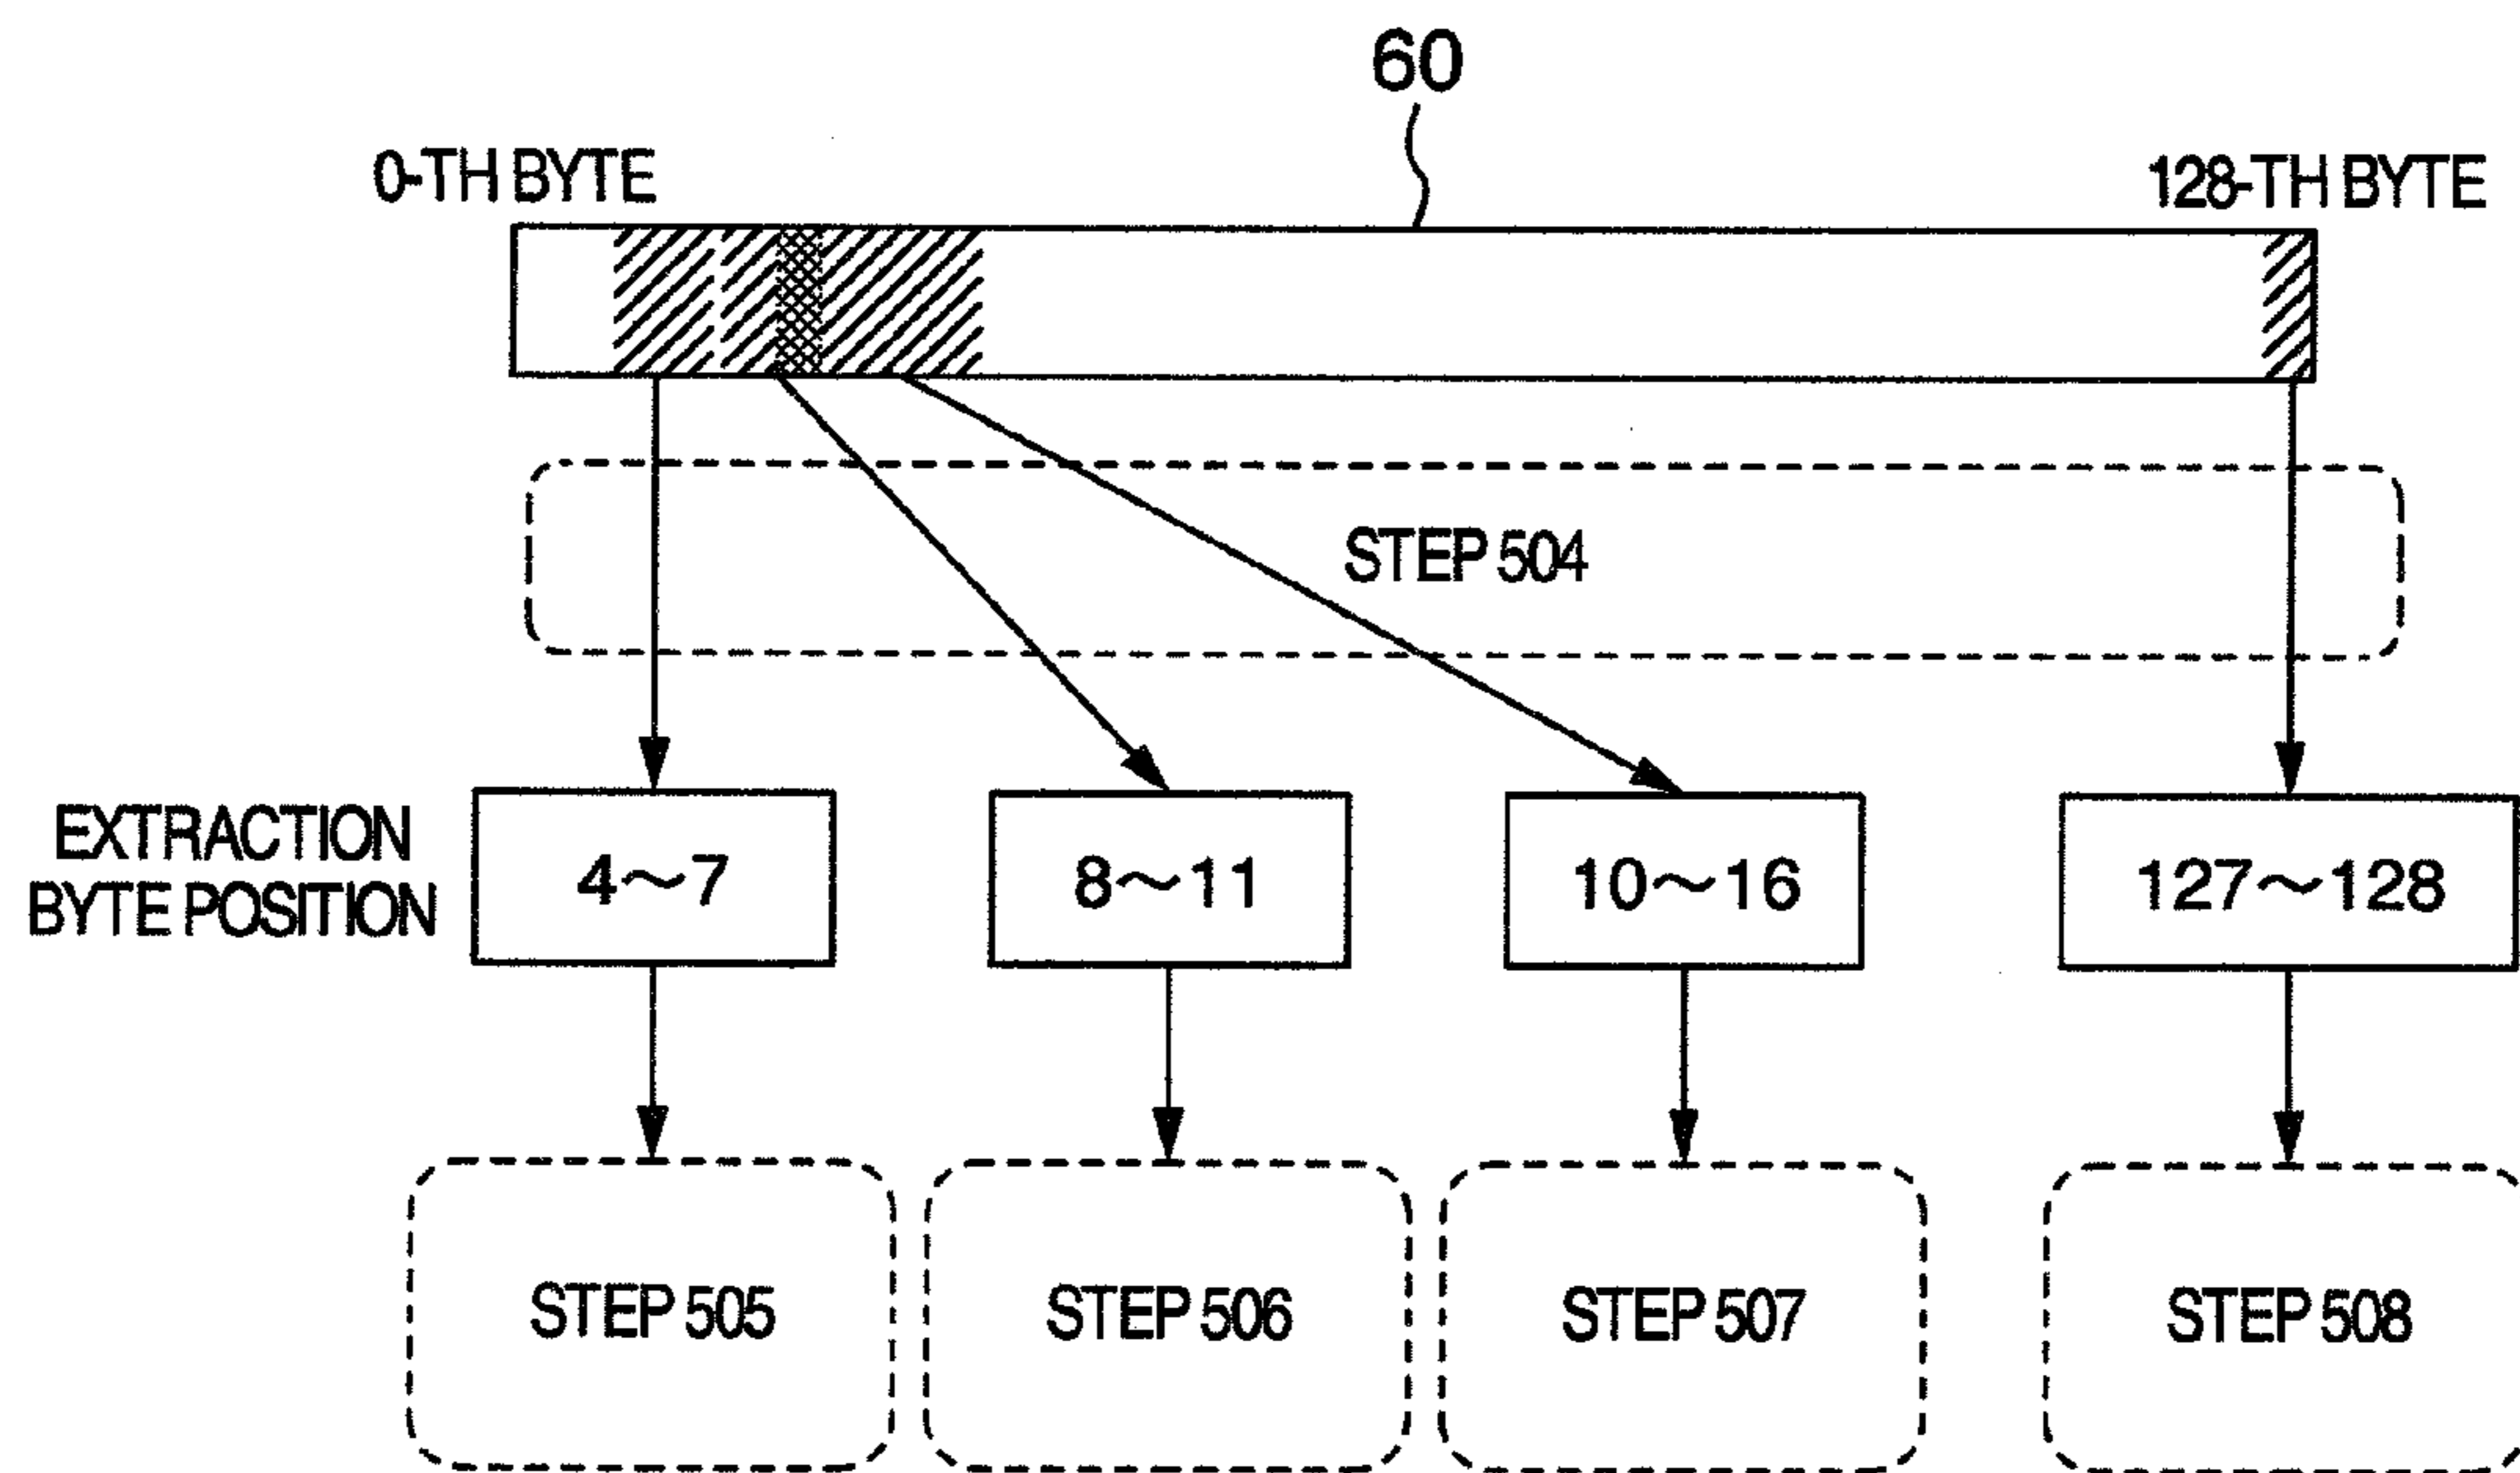 60
0-TH BYTE
128-TH BYTE
STEP 504
EXTRACTION
BYTE POSITION
4~7
8~11
10~16
127~128
STEP 505
STEP 506
STEP 507
STEP 508